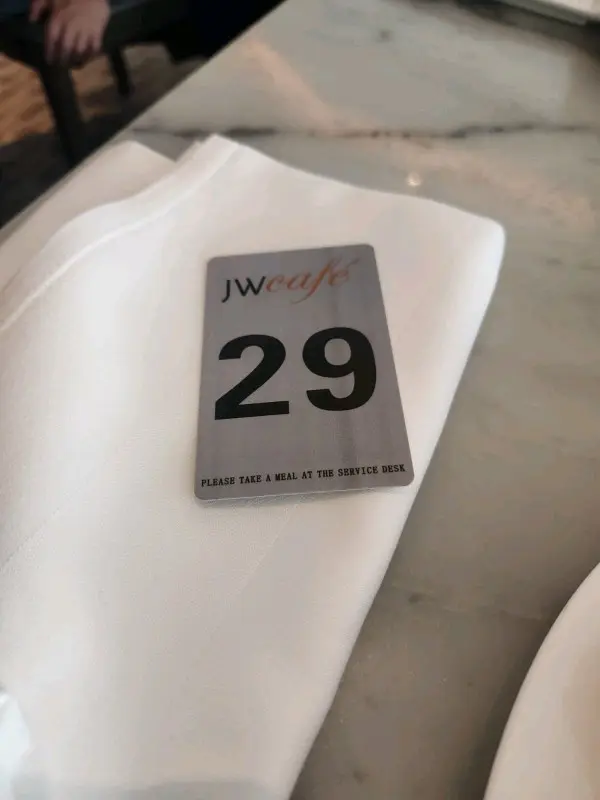 JWcafé
29
PLEASE TAKE A MEAL AT THE SERVICE DESK